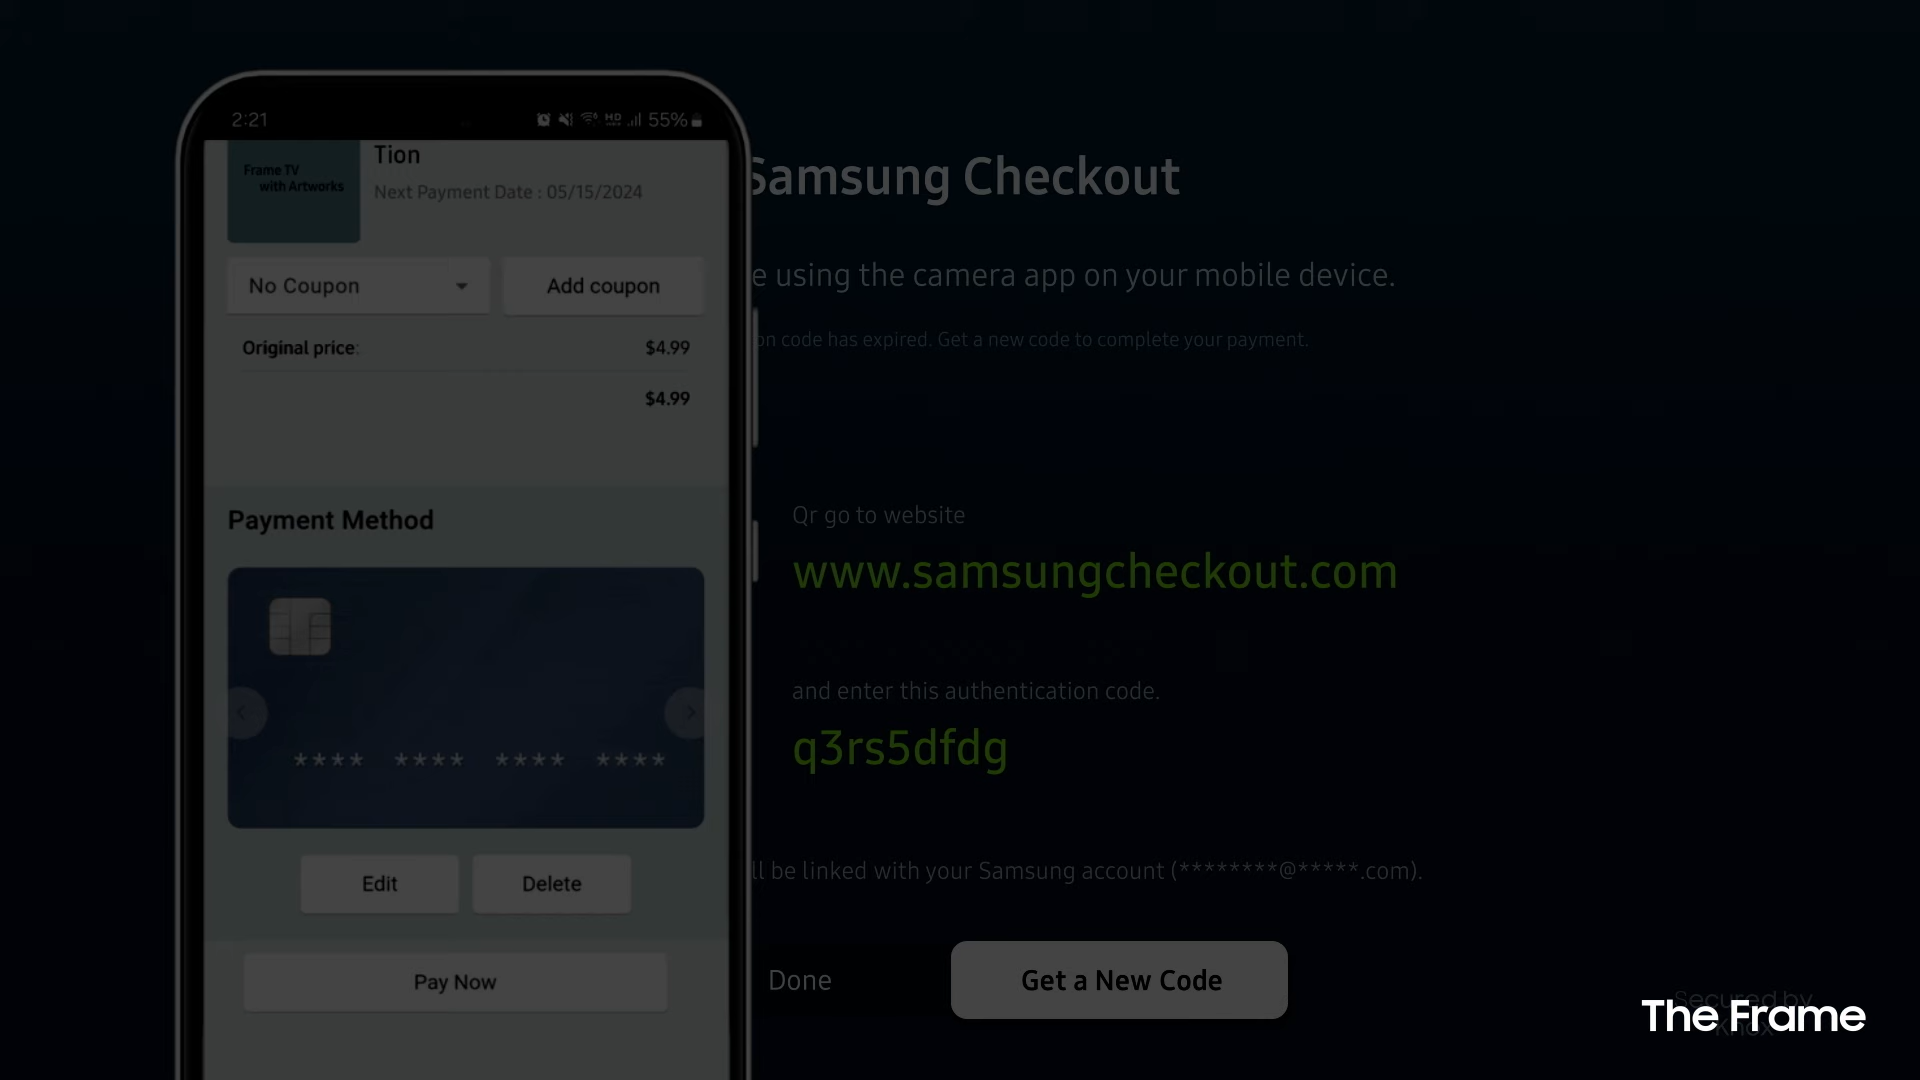 2:21
HD
55%
Frame TV
with Artworks
Tion
Next Payment Date : 05/15/2024
No Coupon
Add coupon
Original price:
$4.99
$4.99
Payment Method
**** **** **** ****
Edit
Delete
Pay Now
Samsung Checkout
e using the camera app on your mobile device.
on code has expired. Get a new code to complete your payment.
Qr go to website
www.samsungcheckout.com
and enter this authentication code.
q3rs5dfdg
ll be linked with your Samsung account (********@*****.com).
Done
Get a New Code
Secured by
Knox
The Frame